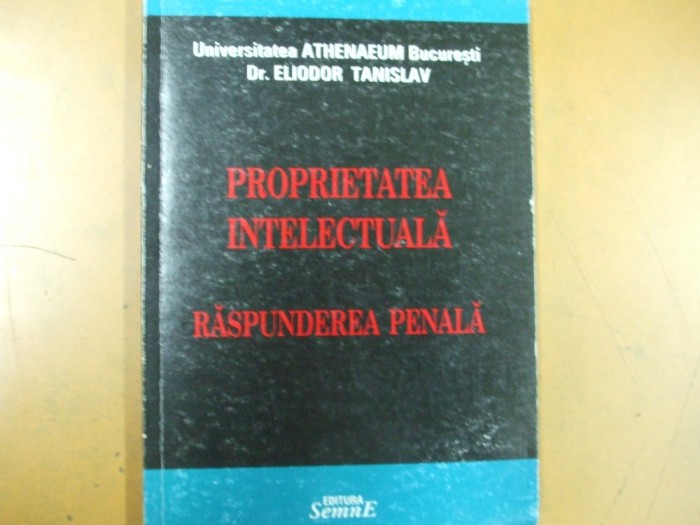 Universitatea ATHENAEUM București
Dr. ELIODOR TANISLAV
PROPRIETATEA
INTELECTUALĂ
RĂSPUNDEREA PENALĂ
EDITURA
SemnE